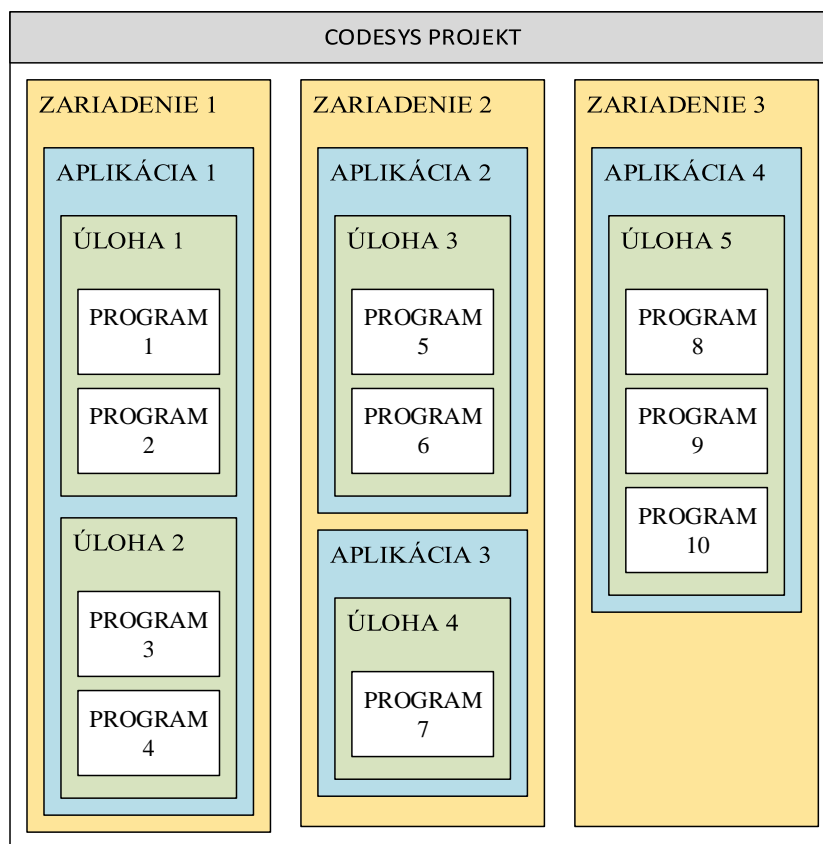 CODESYS PROJEKT
ZARIADENIE 1
APLIKÁCIA 1
ÚLOHA 1
PROGRAM
1
PROGRAM
2
ÚLOHA 2
PROGRAM
3
PROGRAM
4
ZARIADENIE 2
APLIKÁCIA 2
ÚLOHA 3
PROGRAM
5
PROGRAM
6
APLIKÁCIA 3
ÚLOHA 4
PROGRAM
7
ZARIADENIE 3
APLIKÁCIA 4
ÚLOHA 5
PROGRAM
8
PROGRAM
9
PROGRAM
10